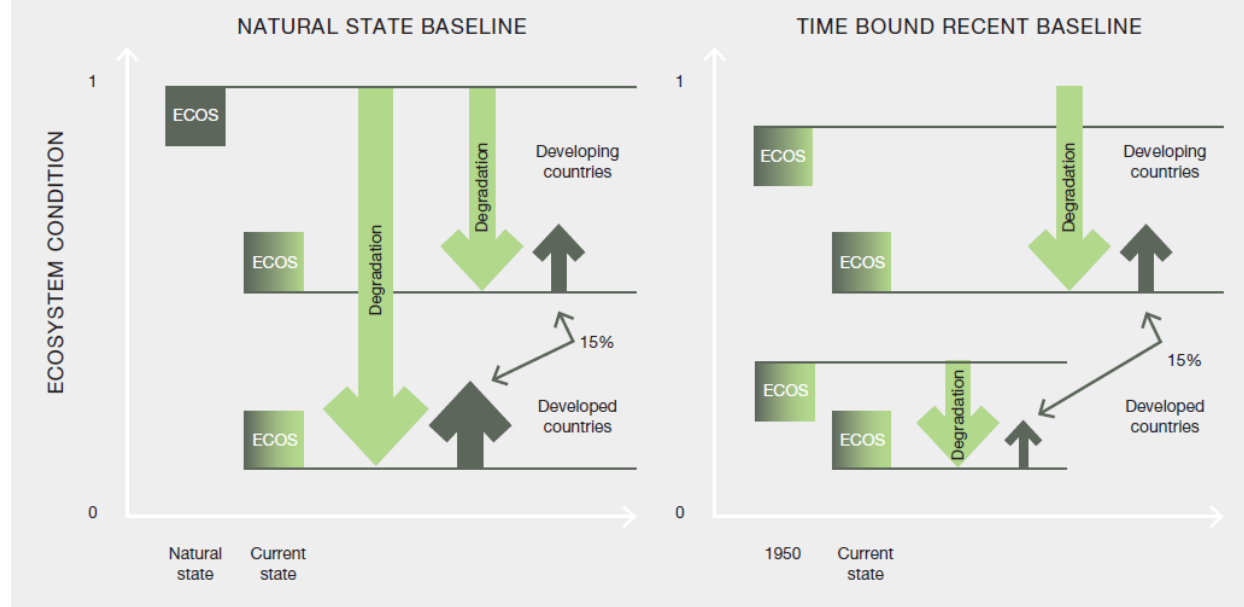 NATURAL STATE BASELINE
ECOSYSTEM CONDITION
1
ECOS
Degradation
Degradation
Developing
countries
ECOS
15%
ECOS
Developed
countries
0
Natural
state
Current
state
TIME BOUND RECENT BASELINE
1
ECOS
Degradation
Developing
countries
ECOS
15%
ECOS
Degradation
ECOS
Developed
countries
0
1950
Current
state